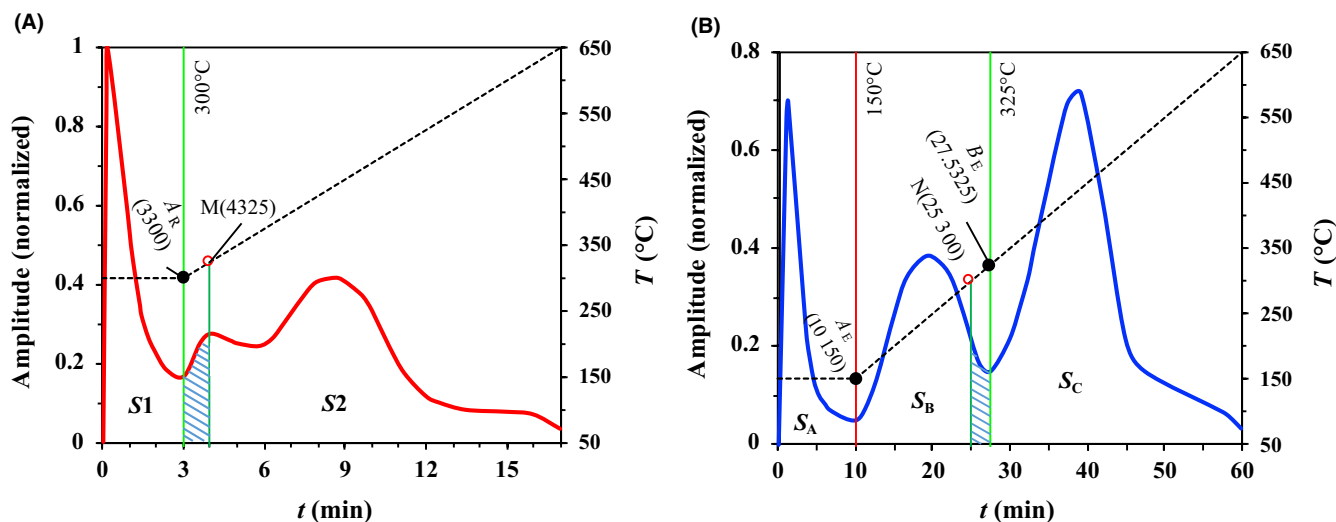 (A)
Amplitude (normalized)
1
0.8
0.6
0.4
0.2
0
0
3
6
9
12
15
t (min)
650
550
450
350
250
150
50
T (°C)
300°C
A_R
(3300)
M(4325)
S1
S2
(B)
Amplitude (normalized)
0.8
0.6
0.4
0.2
0
0
10
20
30
40
50
60
t (min)
650
550
450
350
250
150
50
T (°C)
150°C
325°C
A_E
(10 150)
B_E
(27.5325)
N(25 300)
S_A
S_B
S_C